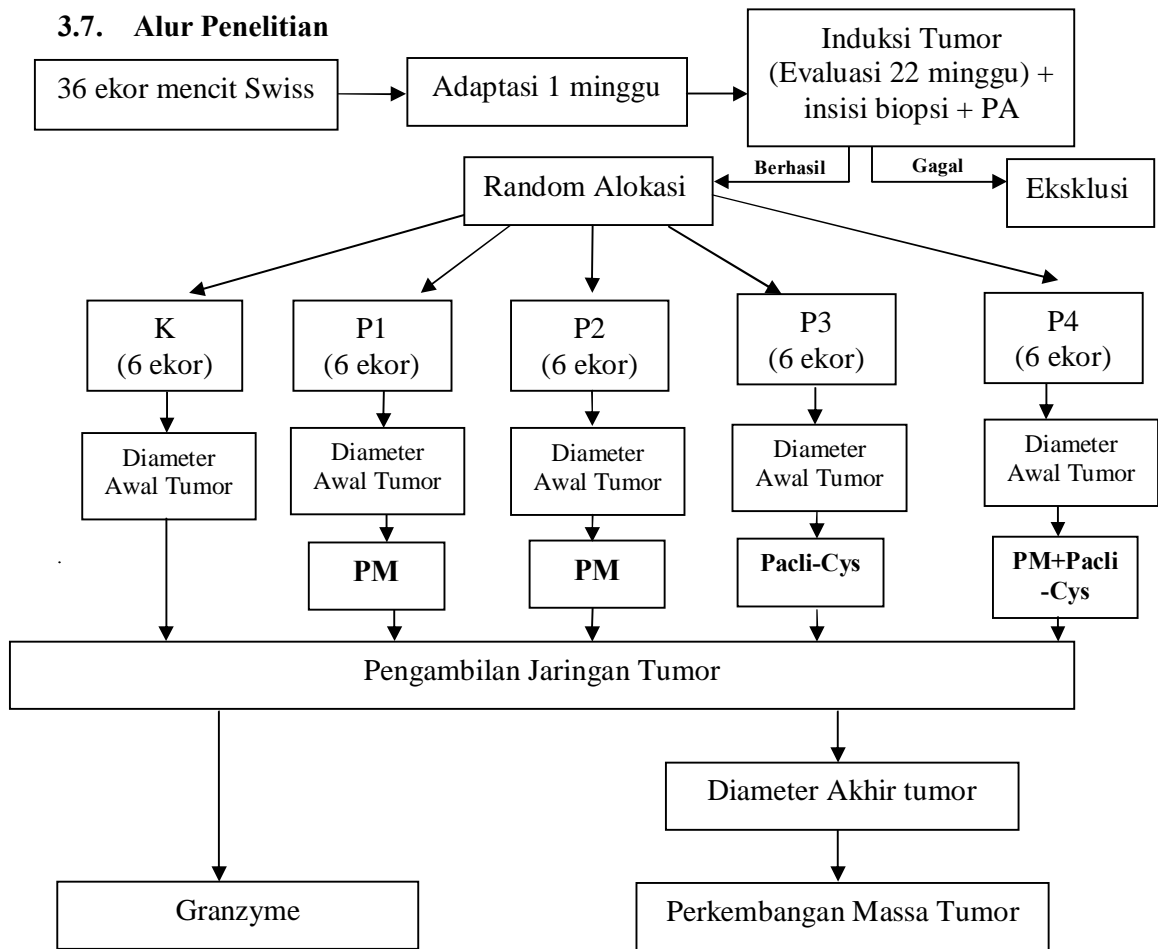 3.7. Alur Penelitian
36 ekor mencit Swiss
Adaptasi 1 minggu
Induksi Tumor
(Evaluasi 22 minggu) +
insisi biopsi + PA
Berhasil
Gagal
Random Alokasi
Eksklusi
K
(6 ekor)
P1
(6 ekor)
P2
(6 ekor)
P3
(6 ekor)
P4
(6 ekor)
Diameter
Awal Tumor
Diameter
Awal Tumor
Diameter
Awal Tumor
Diameter
Awal Tumor
Diameter
Awal Tumor
PM
PM
Pacli-Cys
PM+Pacli
-Cys
Pengambilan Jaringan Tumor
Diameter Akhir tumor
Granzyme
Perkembangan Massa Tumor